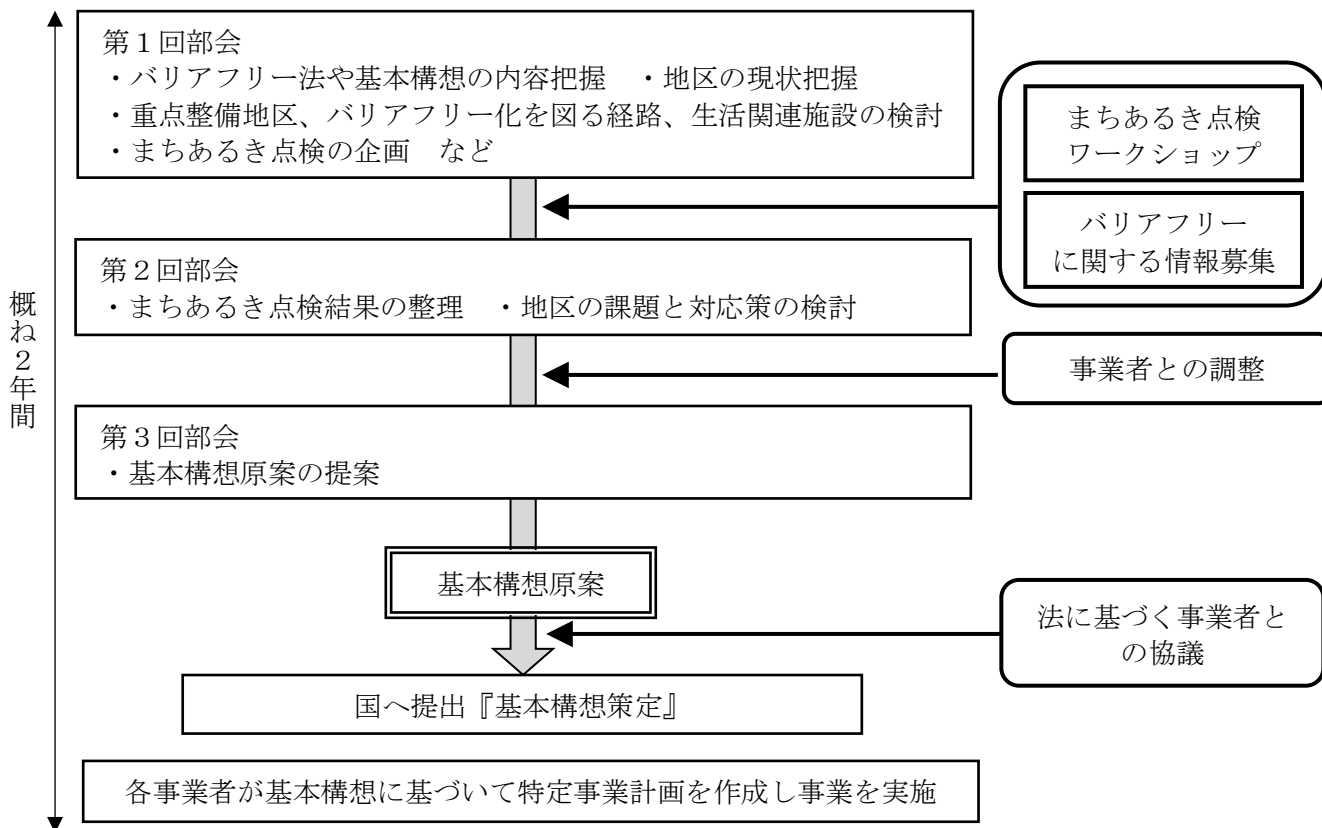 概ね２年間
第１回部会
・バリアフリー法や基本構想の内容把握　・地区の現状把握
・重点整備地区、バリアフリー化を図る経路、生活関連施設の検討
・まちあるき点検の企画　など
まちあるき点検
ワークショップ
バリアフリー
に関する情報募集
第２回部会
・まちあるき点検結果の整理　・地区の課題と対応策の検討
事業者との調整
第３回部会
・基本構想原案の提案
基本構想原案
法に基づく事業者と
の協議
国へ提出『基本構想策定』
各事業者が基本構想に基づいて特定事業計画を作成し事業を実施